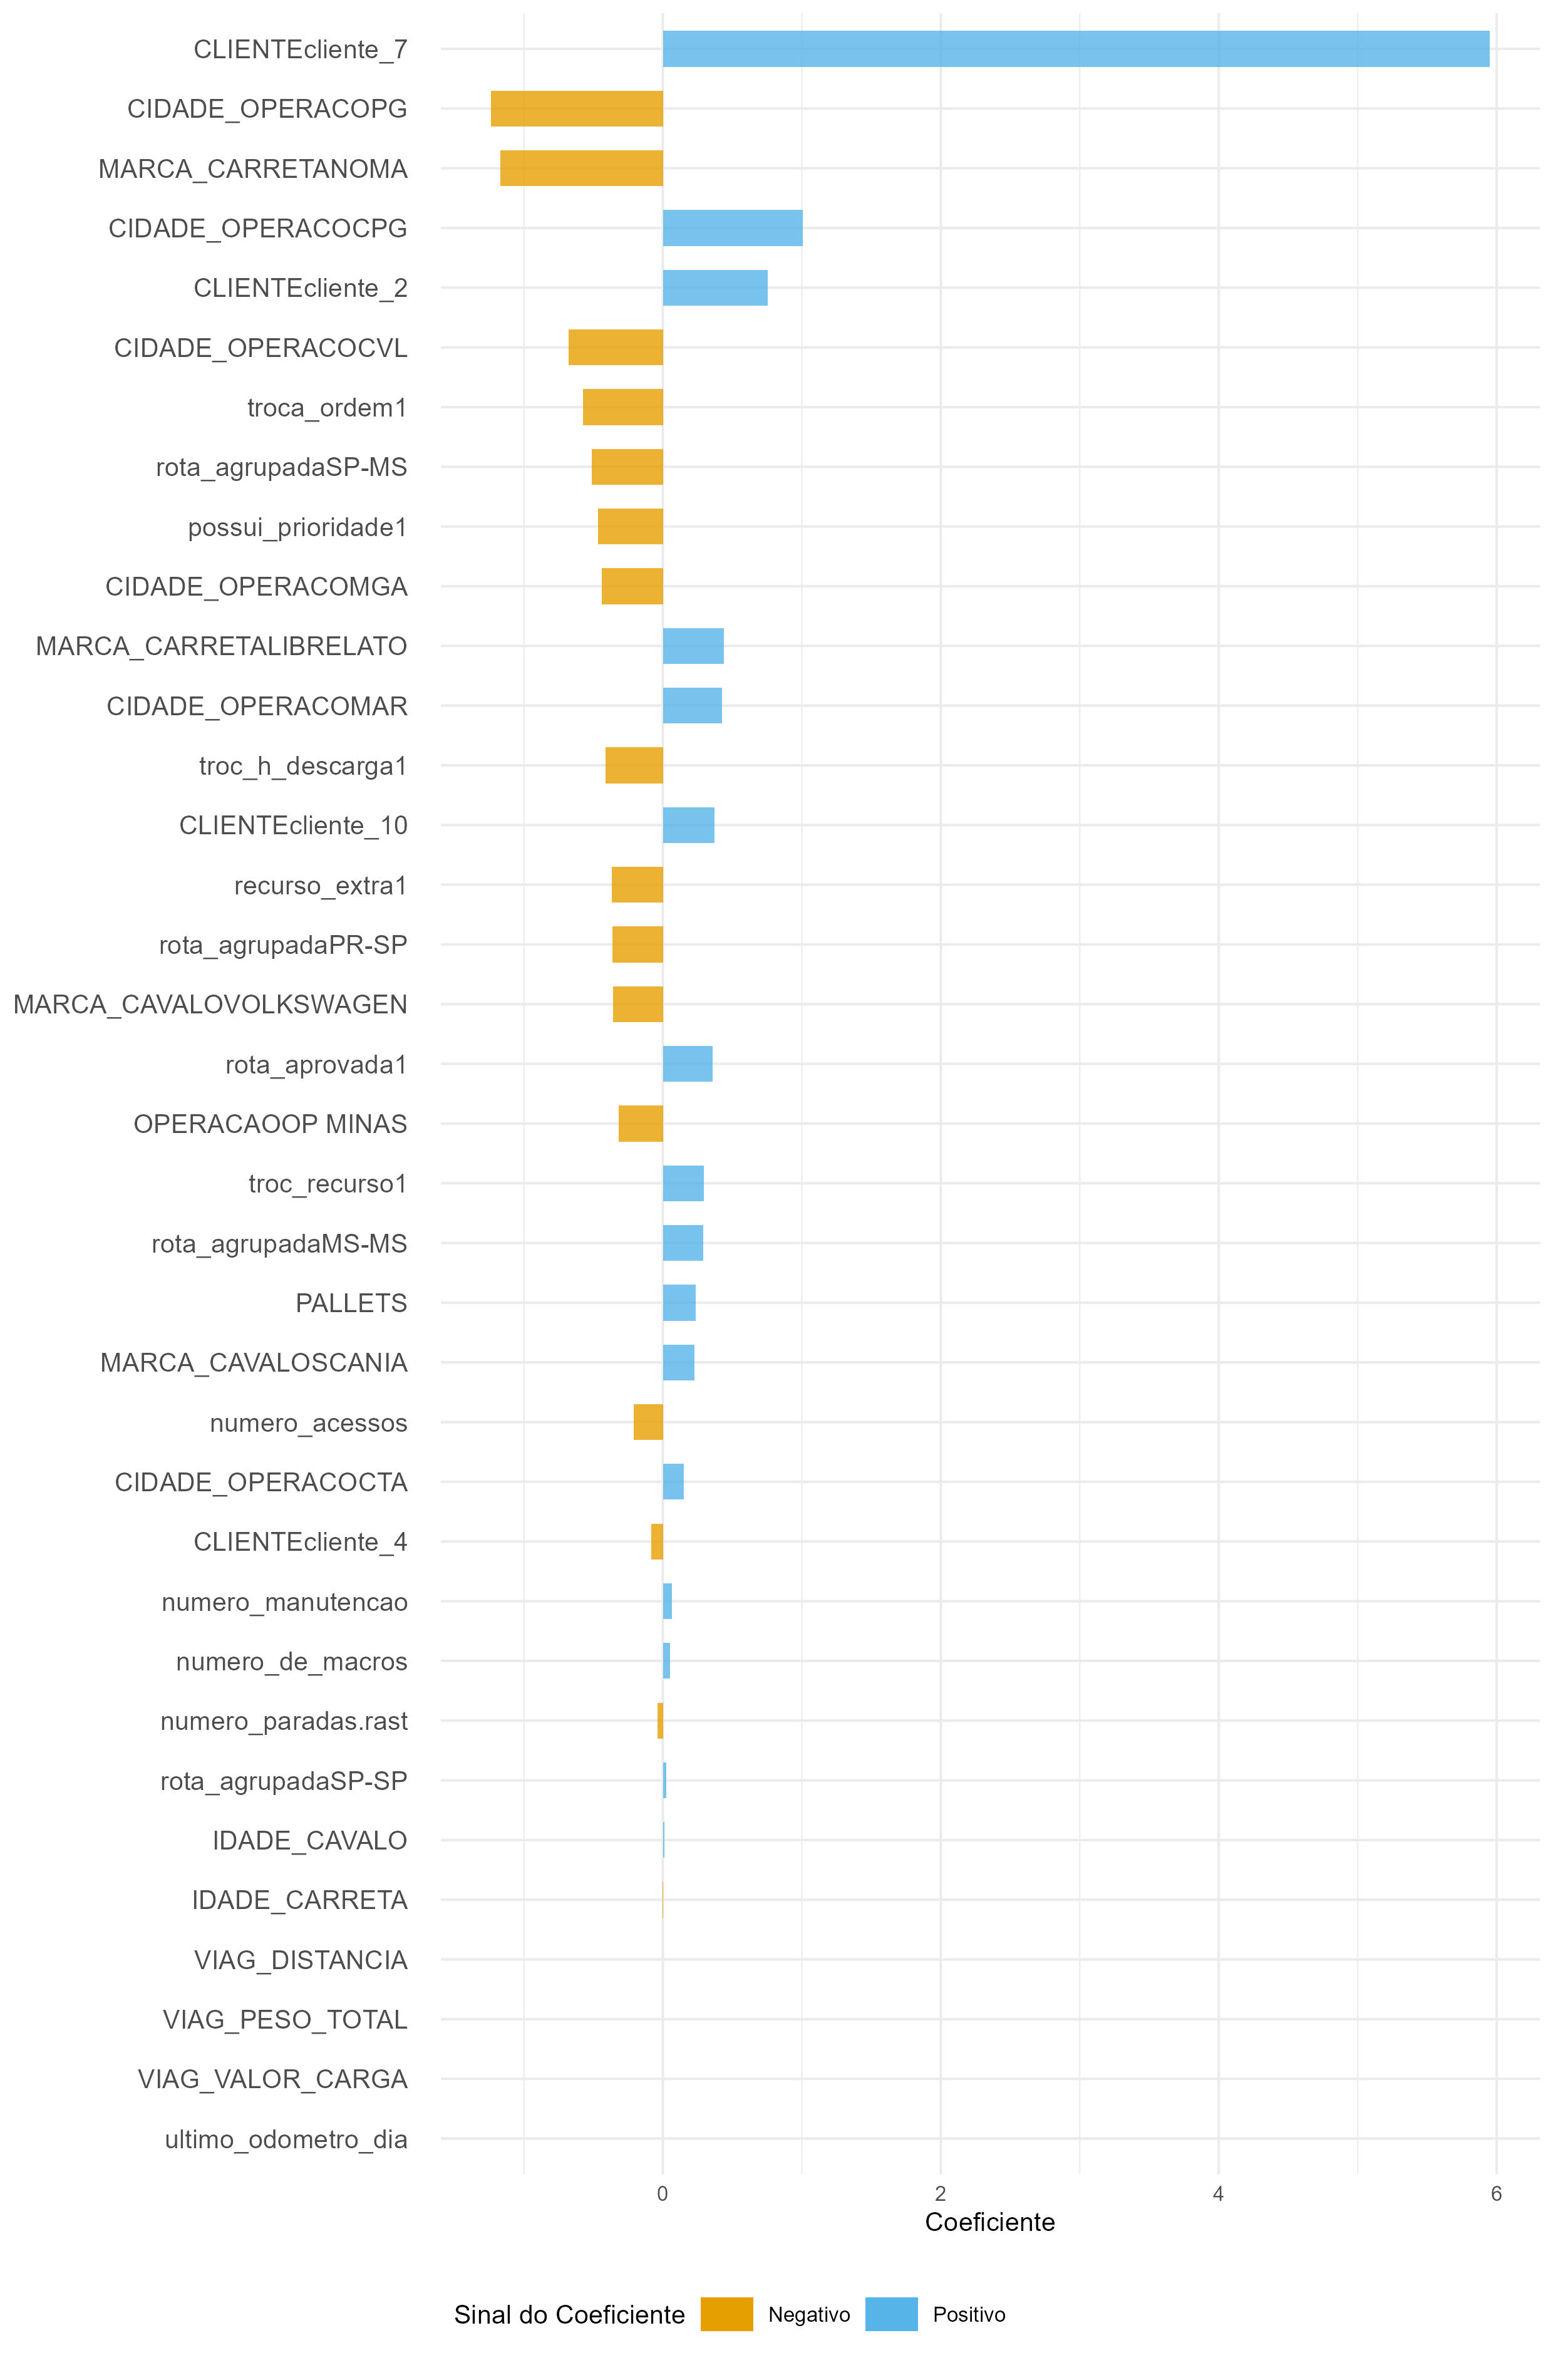 CLIENTEcliente_7
CIDADE_OPERACOPG
MARCA_CARRETANOMA
CIDADE_OPERACOCPG
CLIENTEcliente_2
CIDADE_OPERACOCVL
troca_ordem1
rota_agrupadaSP-MS
possui_prioridade1
CIDADE_OPERACOMGA
MARCA_CARRETALIBRELATO
CIDADE_OPERACOMAR
troc_h_descarga1
CLIENTEcliente_10
recurso_extra1
rota_agrupadaPR-SP
MARCA_CAVALOVOLKSWAGEN
rota_aprovada1
OPERACAOOP MINAS
troc_recurso1
rota_agrupadaMS-MS
PALLETS
MARCA_CAVALOSCANIA
numero_acessos
CIDADE_OPERACOCTA
CLIENTEcliente_4
numero_manutencao
numero_de_macros
numero_paradas.rast
rota_agrupadaSP-SP
IDADE_CAVALO
IDADE_CARRETA
VIAG_DISTANCIA
VIAG_PESO_TOTAL
VIAG_VALOR_CARGA
ultimo_odometro_dia
0 2 4 6
Coeficiente
Sinal do Coeficiente Negativo Positivo